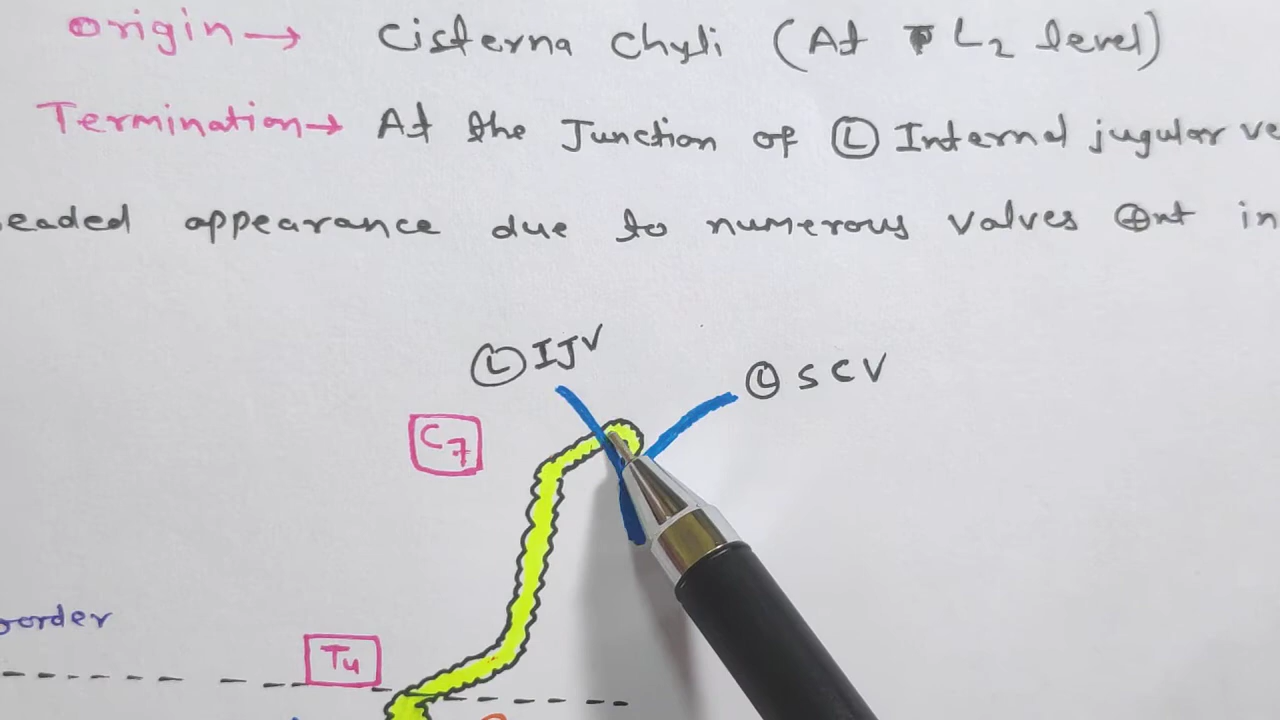 Origin → Cisterna Chyli (At L2 level)
Termination → At the Junction of Ⓛ Internal jugular ve
eaded appearance due to numerous valves ⊕nt in
Ⓛ IJV
Ⓛ SCV
C7
border
T4